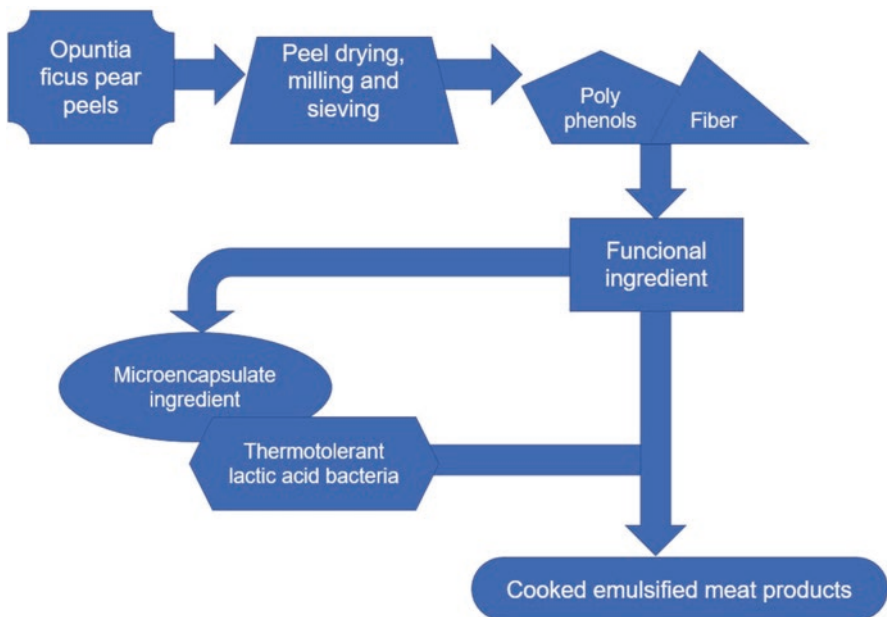 Opuntia
ficus pear
peels
Peel drying,
milling and
sieving
Poly
phenols
Fiber
Funcional
ingredient
Microencapsulate
ingredient
Thermotolerant
lactic acid bacteria
Cooked emulsified meat products